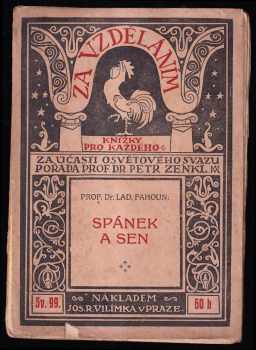 ZA VZDĚLÁNÍM
KNÍŽKY
PRO KAŽDÉHO
ZA ÚČASTI OSVĚTOVÉHO SVAZU
POŘÁDÁ PROF. DR. PETR ZENKL.
PROF. Dr. LAD. PAHOUN:
SPÁNEK
A SEN
Sv. 99.
NÁKLADEM
JOS. R. VILÍMKA V PRAZE
60 h